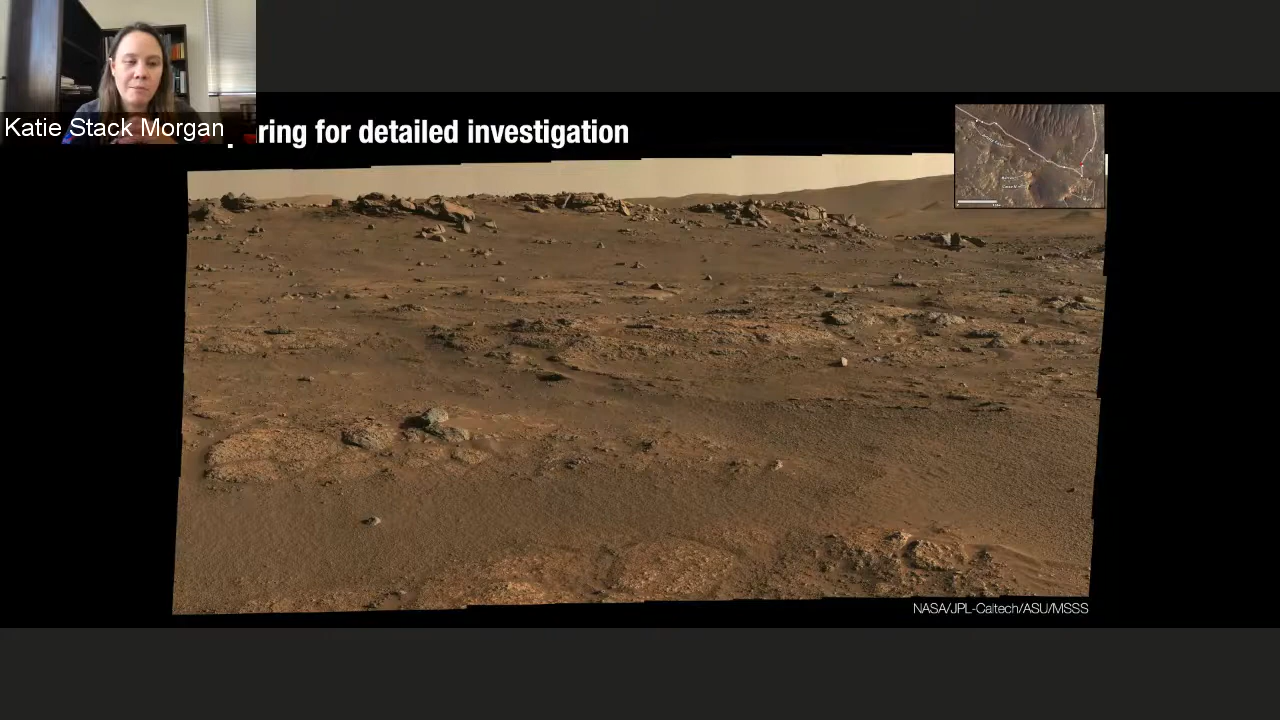 Katie Stack Morgan
ring for detailed investigation
NASA/JPL-Caltech/ASU/MSSS